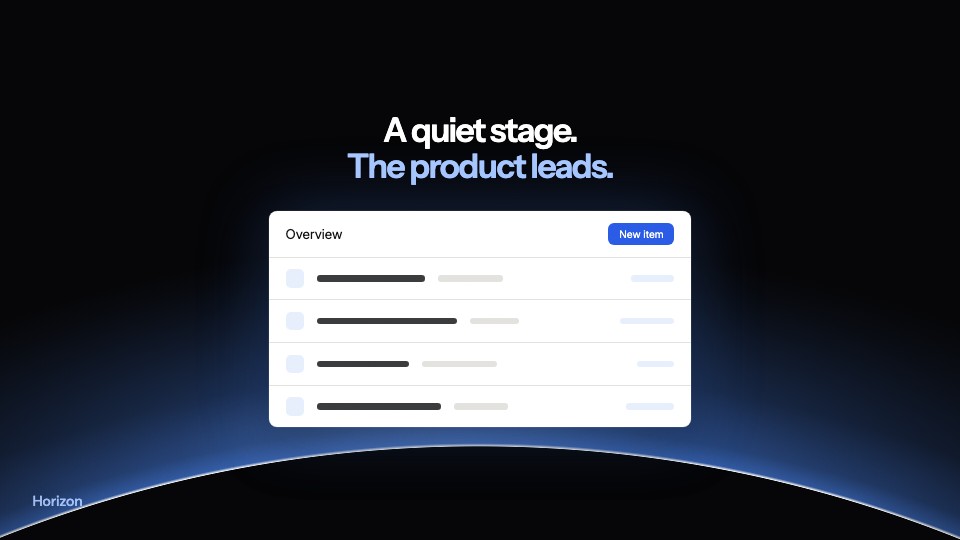 A quiet stage.
The product leads.
Overview
New Item
Horizon